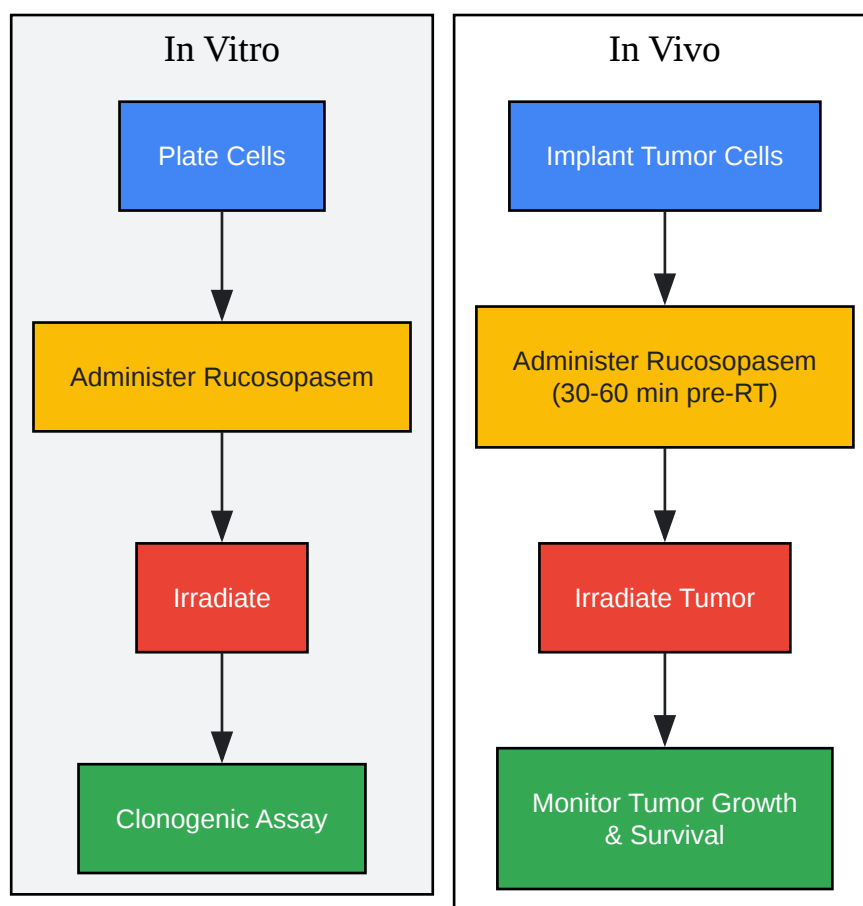 In Vitro
Plate Cells
Administer Rucosopasem
Irradiate
Clonogenic Assay
In Vivo
Implant Tumor Cells
Administer Rucosopasem
(30-60 min pre-RT)
Irradiate Tumor
Monitor Tumor Growth
& Survival